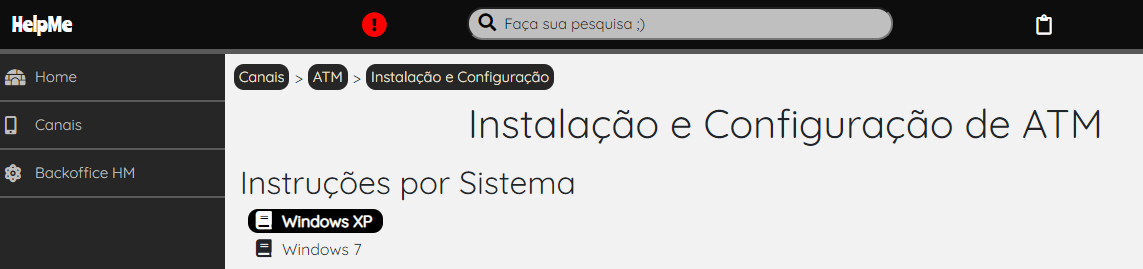 HelpMe
Faça sua pesquisa ;)
Home
Canais
Backoffice HM
Canais > ATM > Instalação e Configuração
Instalação e Configuração de ATM
Instruções por Sistema
Windows XP
Windows 7